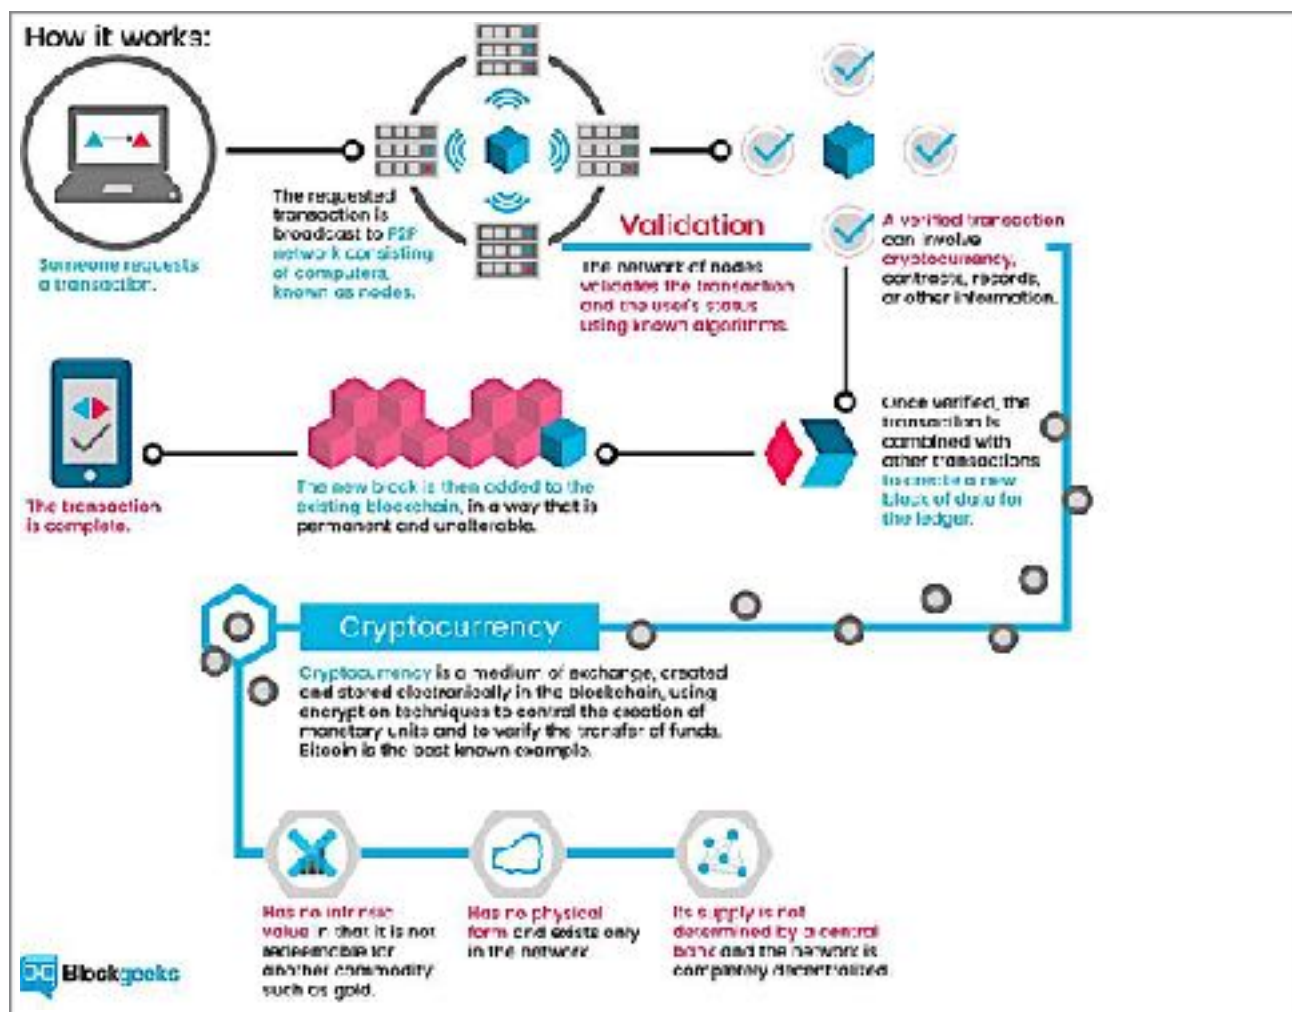 How it works:
Someone requests
a transaction.
The requested
transaction is
broadcast to P2P
network consisting
of computers,
known as nodes.
Validation
The network of nodes
validates the transaction
and the user's status
using known algorithms.
A verified transaction
can involve
cryptocurrency,
contracts, records,
or other information.
Once verified, the
transaction is
combined with
other transactions
to create a new
block of data for
the ledger.
The new block is then added to the
existing blockchain, in a way that is
permanent and unalterable.
The transaction
is complete.
Cryptocurrency
Cryptocurrency is a medium of exchange, created
and stored electronically in the blockchain, using
encryption techniques to control the creation of
monetary units and to verify the transfer of funds.
Bitcoin is the best known example.
Has no intrinsic
value in that it is not
redeemable for
another commodity
such as gold.
Has no physical
form and exists only
in the network.
Its supply is not
determined by a central
bank and the network is
completely decentralized.
Blockgeeks